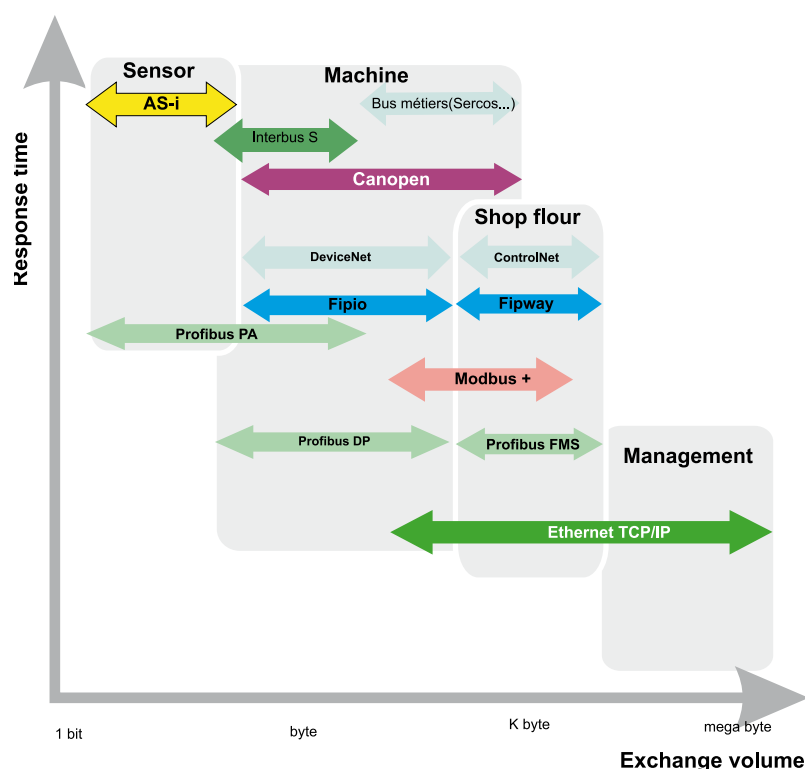 Sensor
Machine
AS-i
Bus métiers(Sercos...)
Interbus S
Canopen
Response time
Shop flour
DeviceNet
ControlNet
Fipio
Fipway
Profibus PA
Modbus +
Profibus DP
Profibus FMS
Management
Ethernet TCP/IP
1 bit
byte
K byte
mega byte
Exchange volume